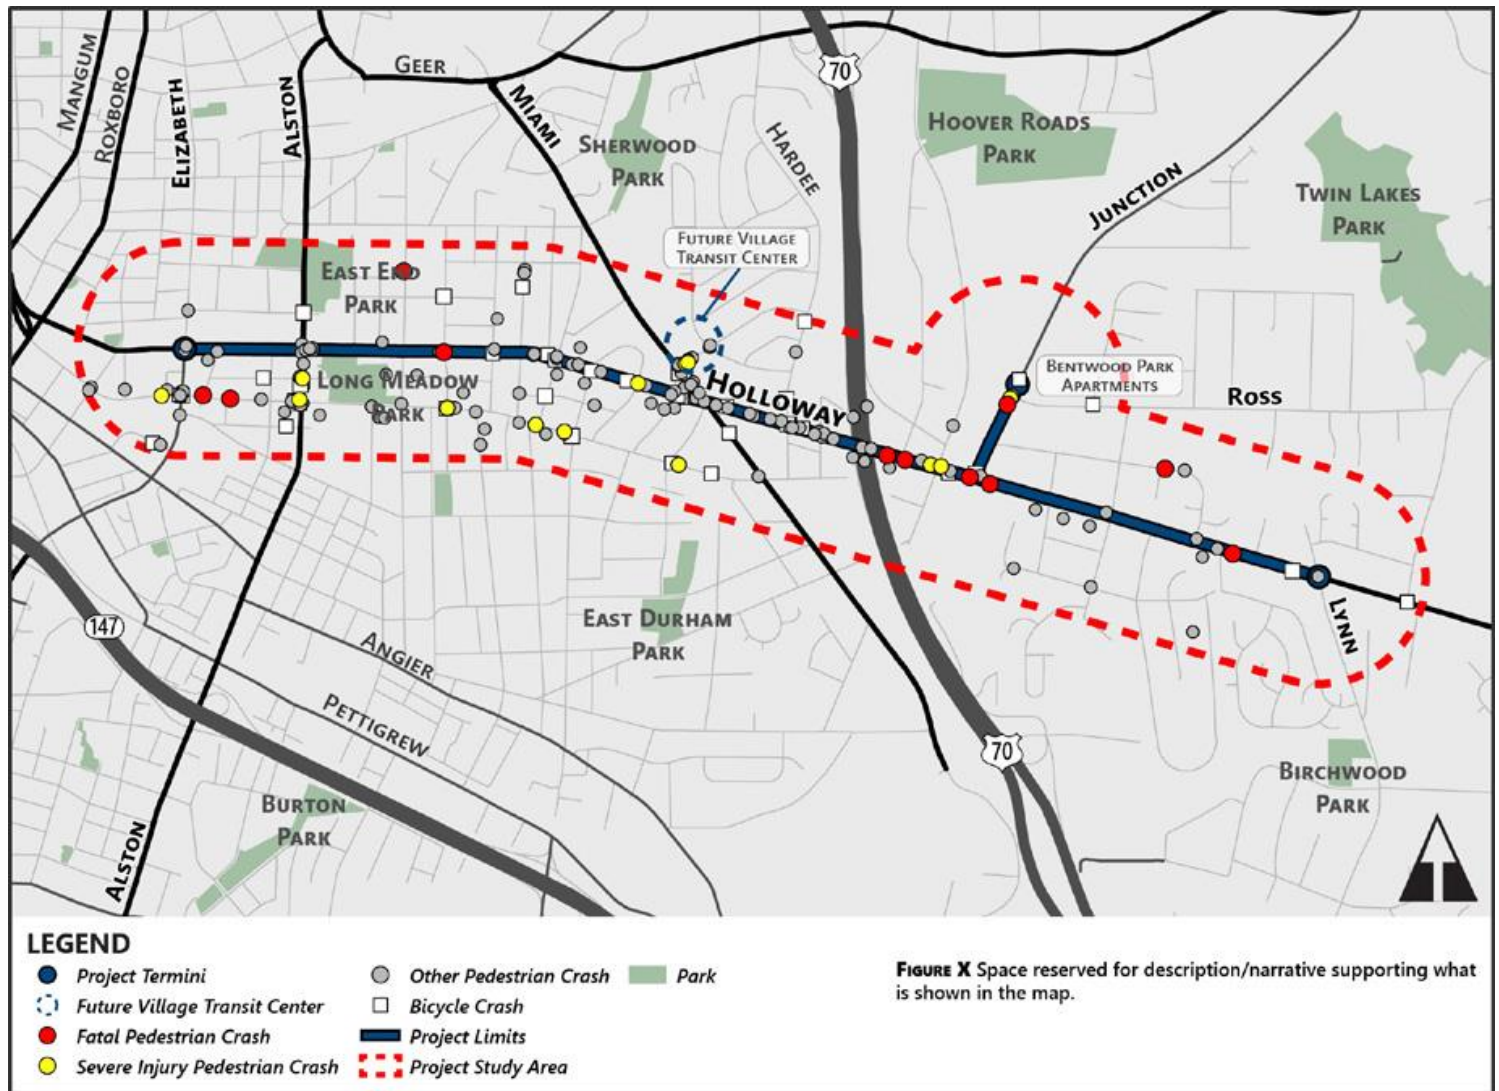 MANGUM
ROXBORO
ELIZABETH
ALSTON
GEER
MIAMI
70
HARDEE
SHERWOOD
PARK
HOOVER ROADS
PARK
JUNCTION
TWIN LAKES
PARK
FUTURE VILLAGE
TRANSIT CENTER
EAST END
PARK
LONG MEADOW
PARK
HOLLOWAY
BENTWOOD PARK
APARTMENTS
ROSS
EAST DURHAM
PARK
LYNN
147
ANGIER
PETTIGREW
70
BIRCHWOOD
PARK
BURTON
PARK
ALSTON
LEGEND
Project Termini
Future Village Transit Center
Fatal Pedestrian Crash
Severe Injury Pedestrian Crash
Other Pedestrian Crash
Bicycle Crash
Project Limits
Project Study Area
Park
FIGURE X Space reserved for description/narrative supporting what
is shown in the map.